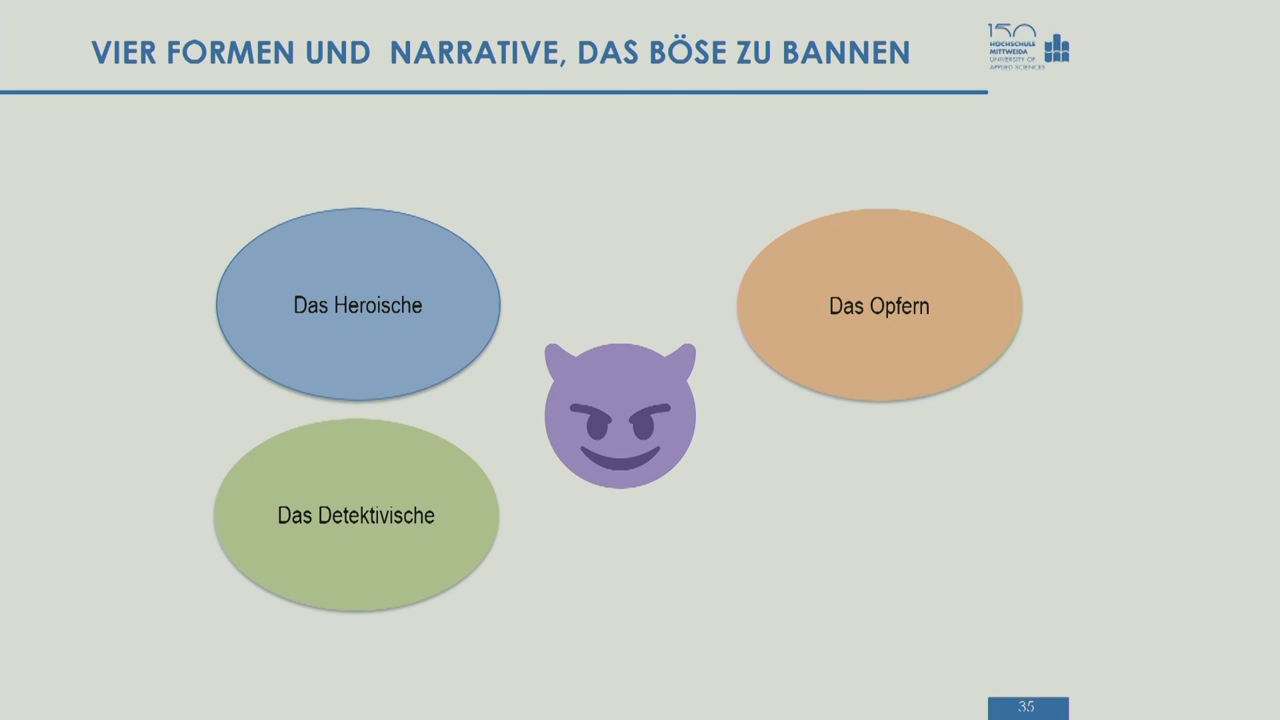 VIER FORMEN UND NARRATIVE, DAS BÖSE ZU BANNEN
150
HOCHSCHULE
MITTWEIDA
UNIVERSITY OF
APPLIED SCIENCES
Das Heroische
Das Opfern
Das Detektivische
35